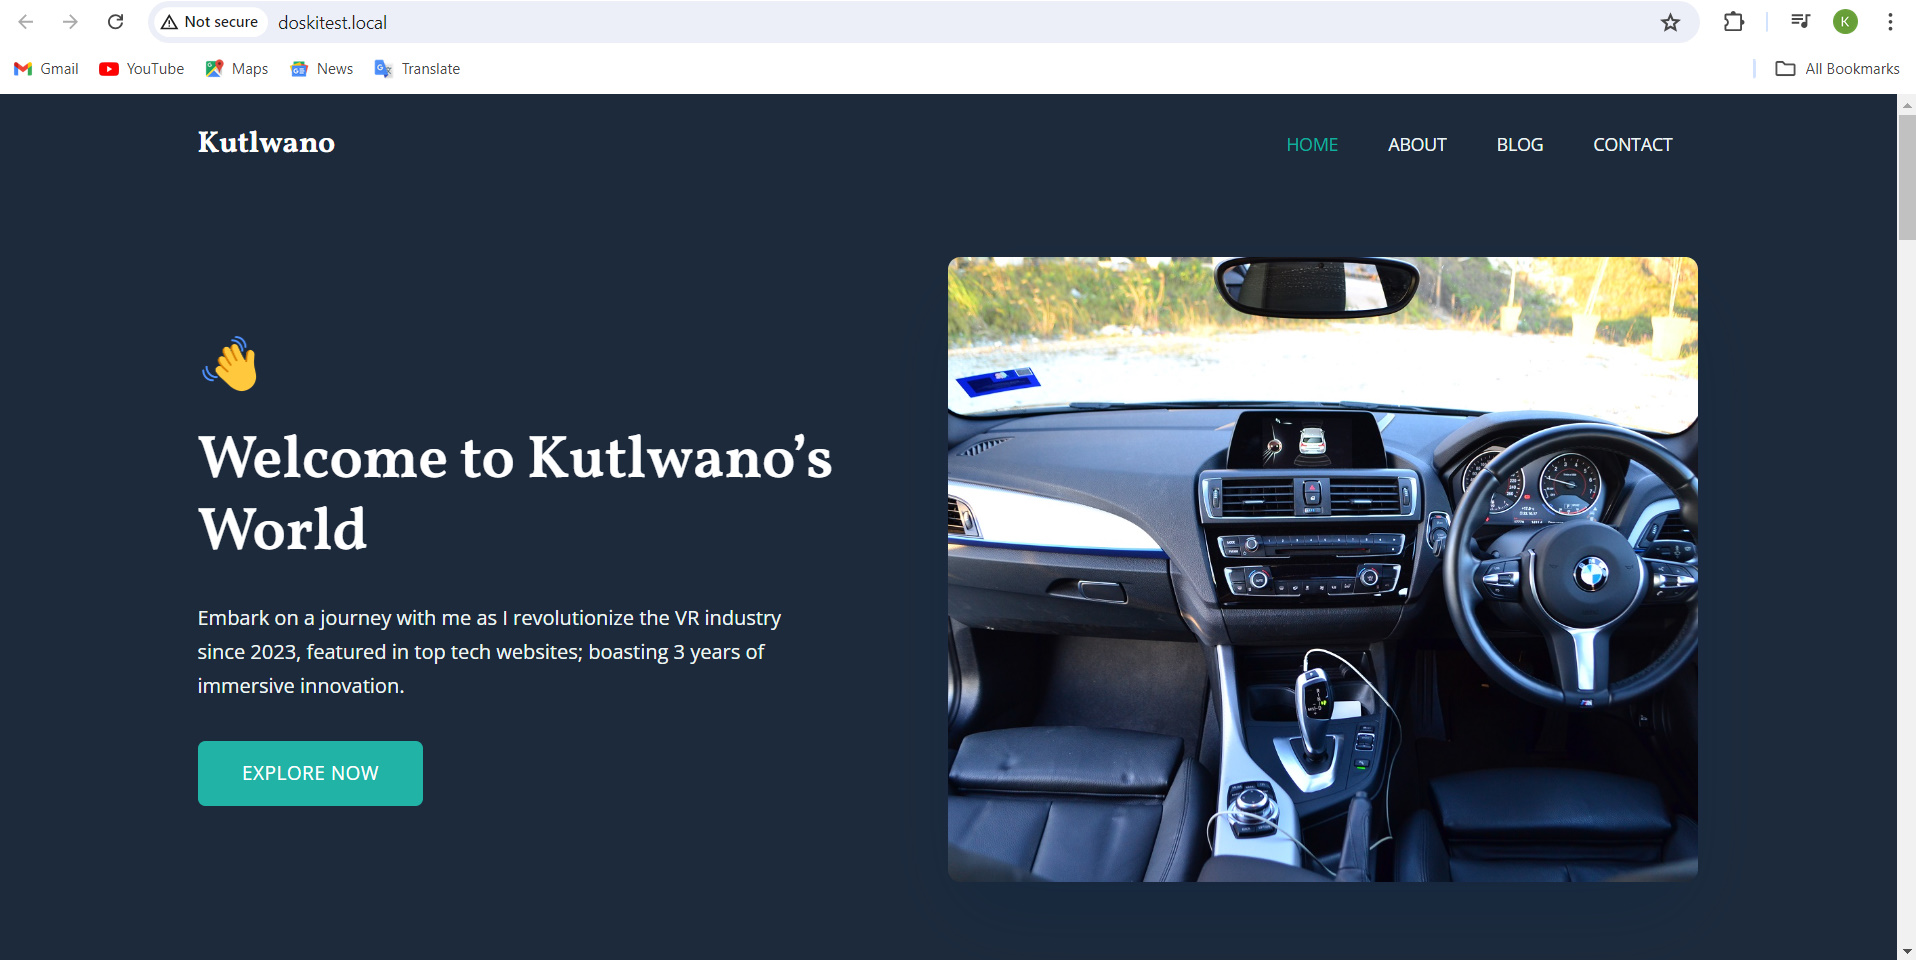 Not secure doskitest.local K
Gmail YouTube Maps News Translate All Bookmarks
Kutlwano HOME ABOUT BLOG CONTACT
Welcome to Kutlwano’s
World
Embark on a journey with me as I revolutionize the VR industry
since 2023, featured in top tech websites; boasting 3 years of
immersive innovation.
EXPLORE NOW